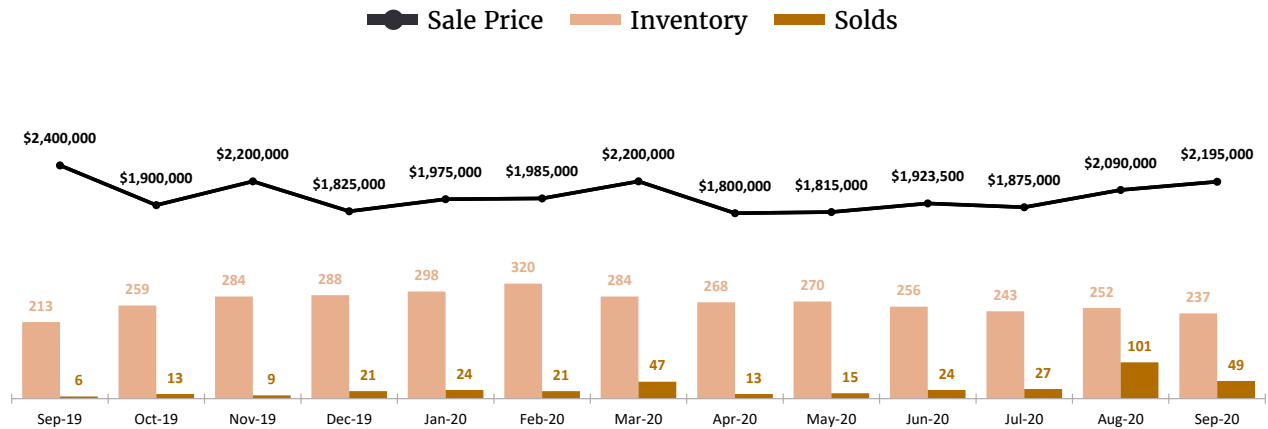 Sale Price Inventory Solds
$2,400,000 $1,900,000 $2,200,000 $1,825,000 $1,975,000 $1,985,000 $2,200,000 $1,800,000 $1,815,000 $1,923,500 $1,875,000 $2,090,000 $2,195,000
213 259 284 288 298 320 284 268 270 256 243 252 237
6 13 9 21 24 21 47 13 15 24 27 101 49
Sep-19 Oct-19 Nov-19 Dec-19 Jan-20 Feb-20 Mar-20 Apr-20 May-20 Jun-20 Jul-20 Aug-20 Sep-20